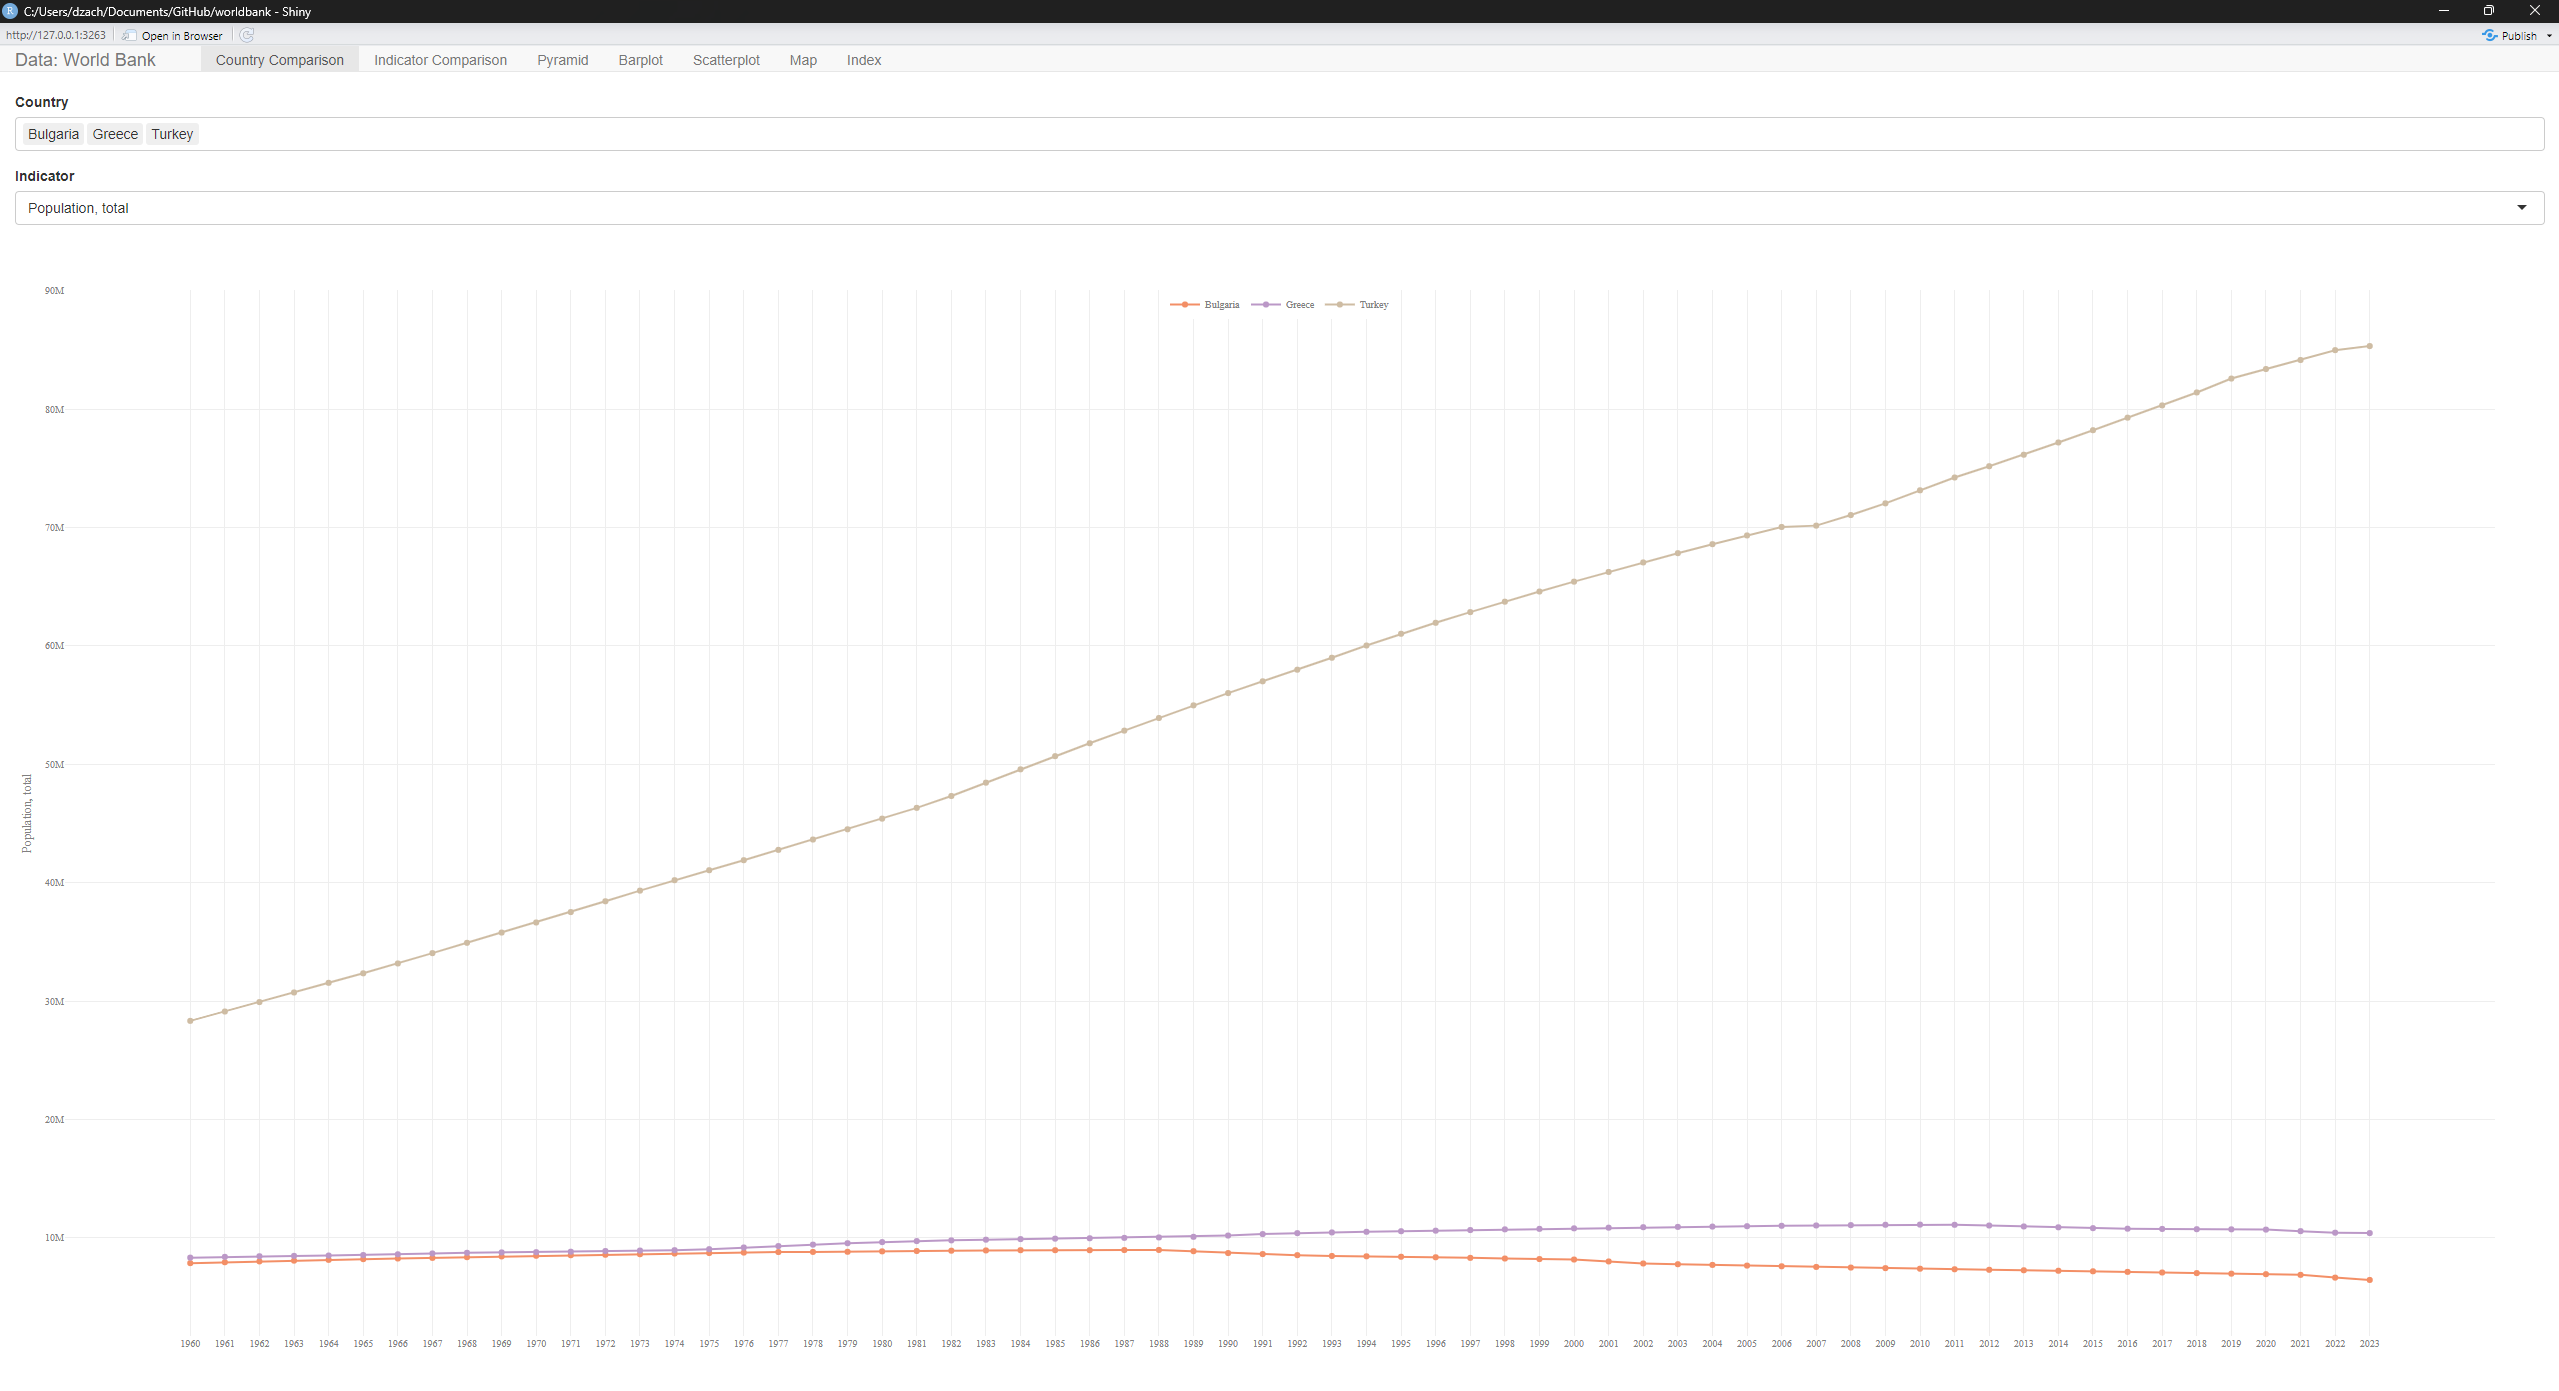 R C:/Users/dzach/Documents/GitHub/worldbank - Shiny
http://127.0.0.1:3263 Open in Browser Publish
Data: World Bank Country Comparison Indicator Comparison Pyramid Barplot Scatterplot Map Index
Country
Bulgaria Greece Turkey
Indicator
Population, total
Bulgaria Greece Turkey
90M
80M
70M
60M
50M
40M
30M
20M
10M
Population, total
1960 1961 1962 1963 1964 1965 1966 1967 1968 1969 1970 1971 1972 1973 1974 1975 1976 1977 1978 1979 1980 1981 1982 1983 1984 1985 1986 1987 1988 1989 1990 1991 1992 1993 1994 1995 1996 1997 1998 1999 2000 2001 2002 2003 2004 2005 2006 2007 2008 2009 2010 2011 2012 2013 2014 2015 2016 2017 2018 2019 2020 2021 2022 2023